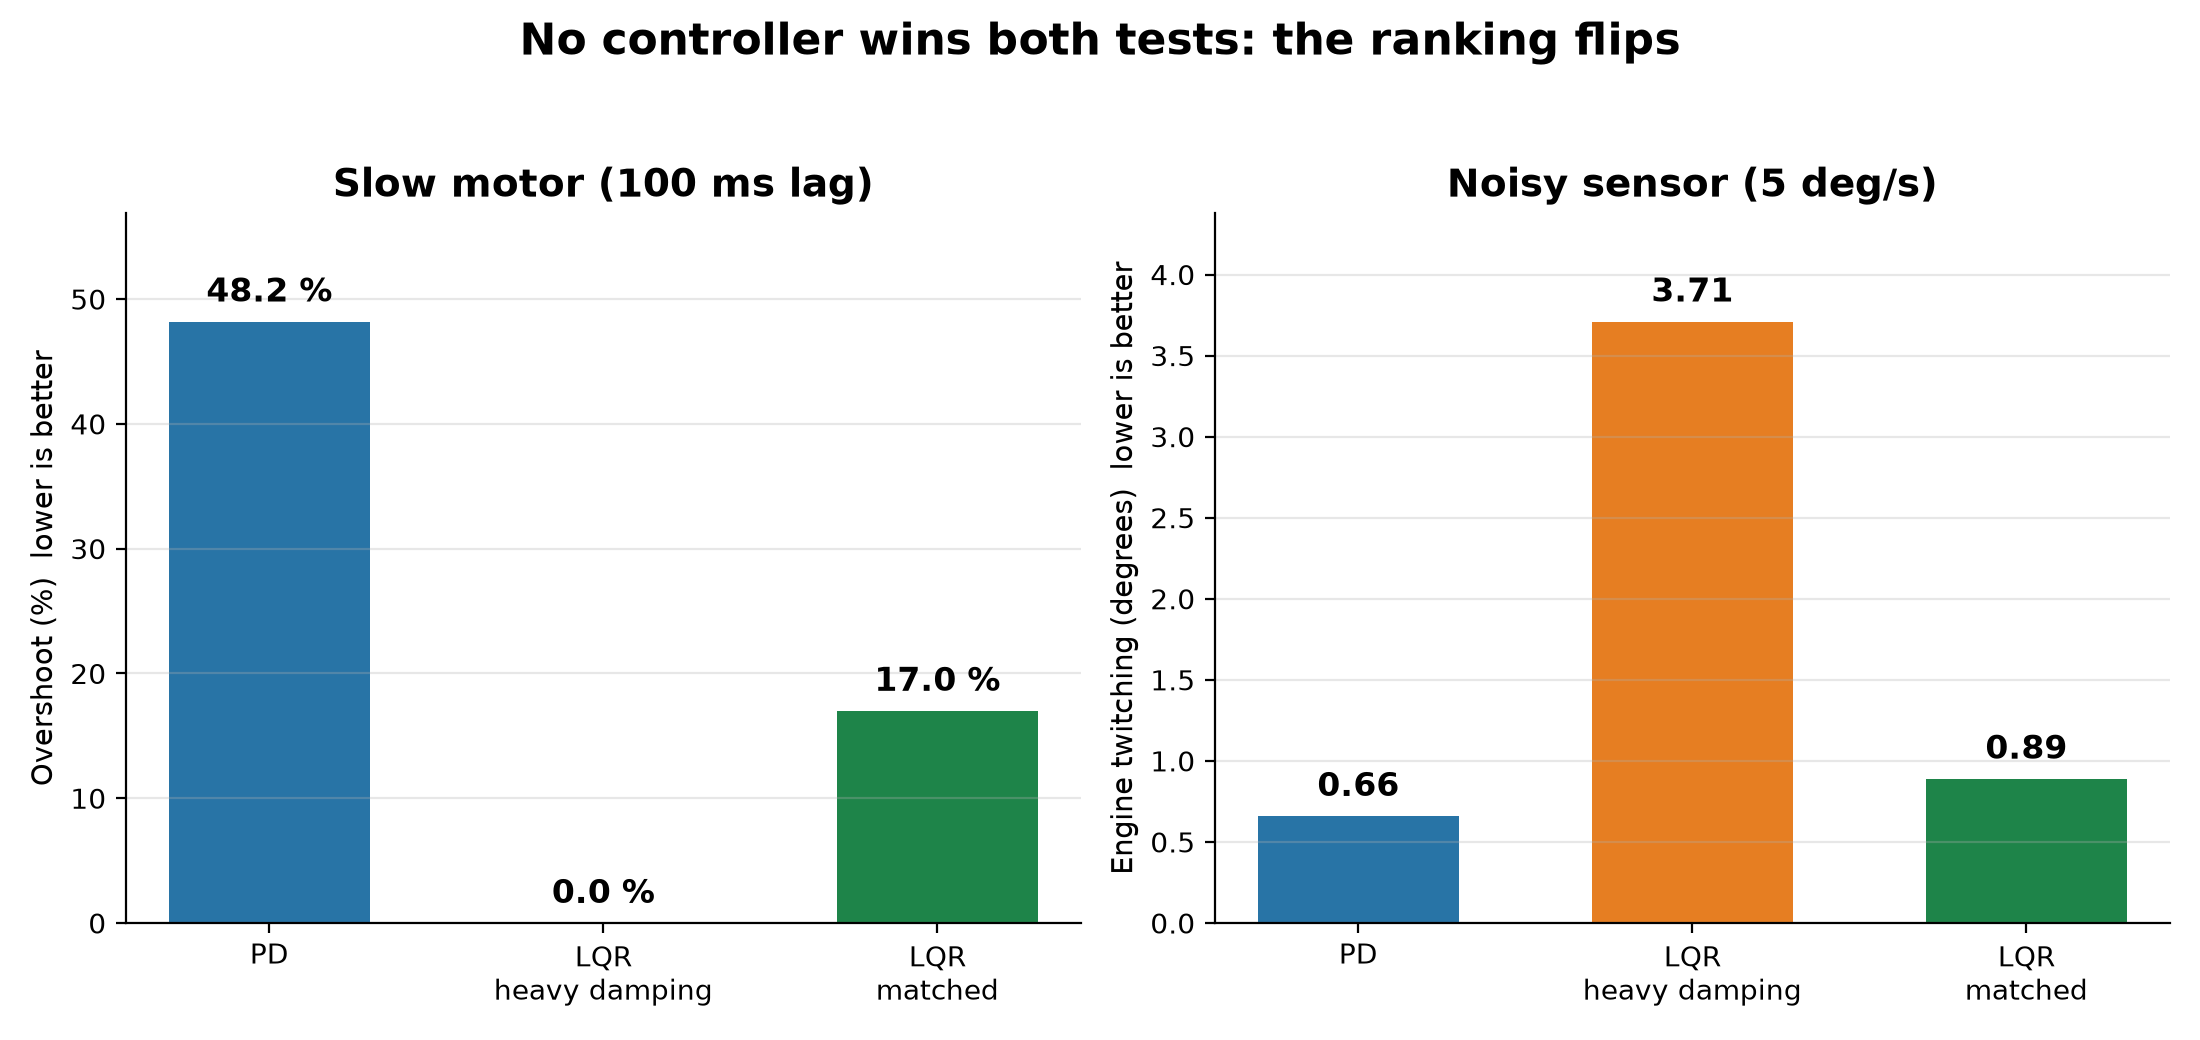 No controller wins both tests: the ranking flips
Slow motor (100 ms lag)
Overshoot (%)  lower is better
50
40
30
20
10
0
48.2 %
0.0 %
17.0 %
PD
LQR
heavy damping
LQR
matched
Noisy sensor (5 deg/s)
Engine twitching (degrees)  lower is better
4.0
3.5
3.0
2.5
2.0
1.5
1.0
0.5
0.0
0.66
3.71
0.89
PD
LQR
heavy damping
LQR
matched